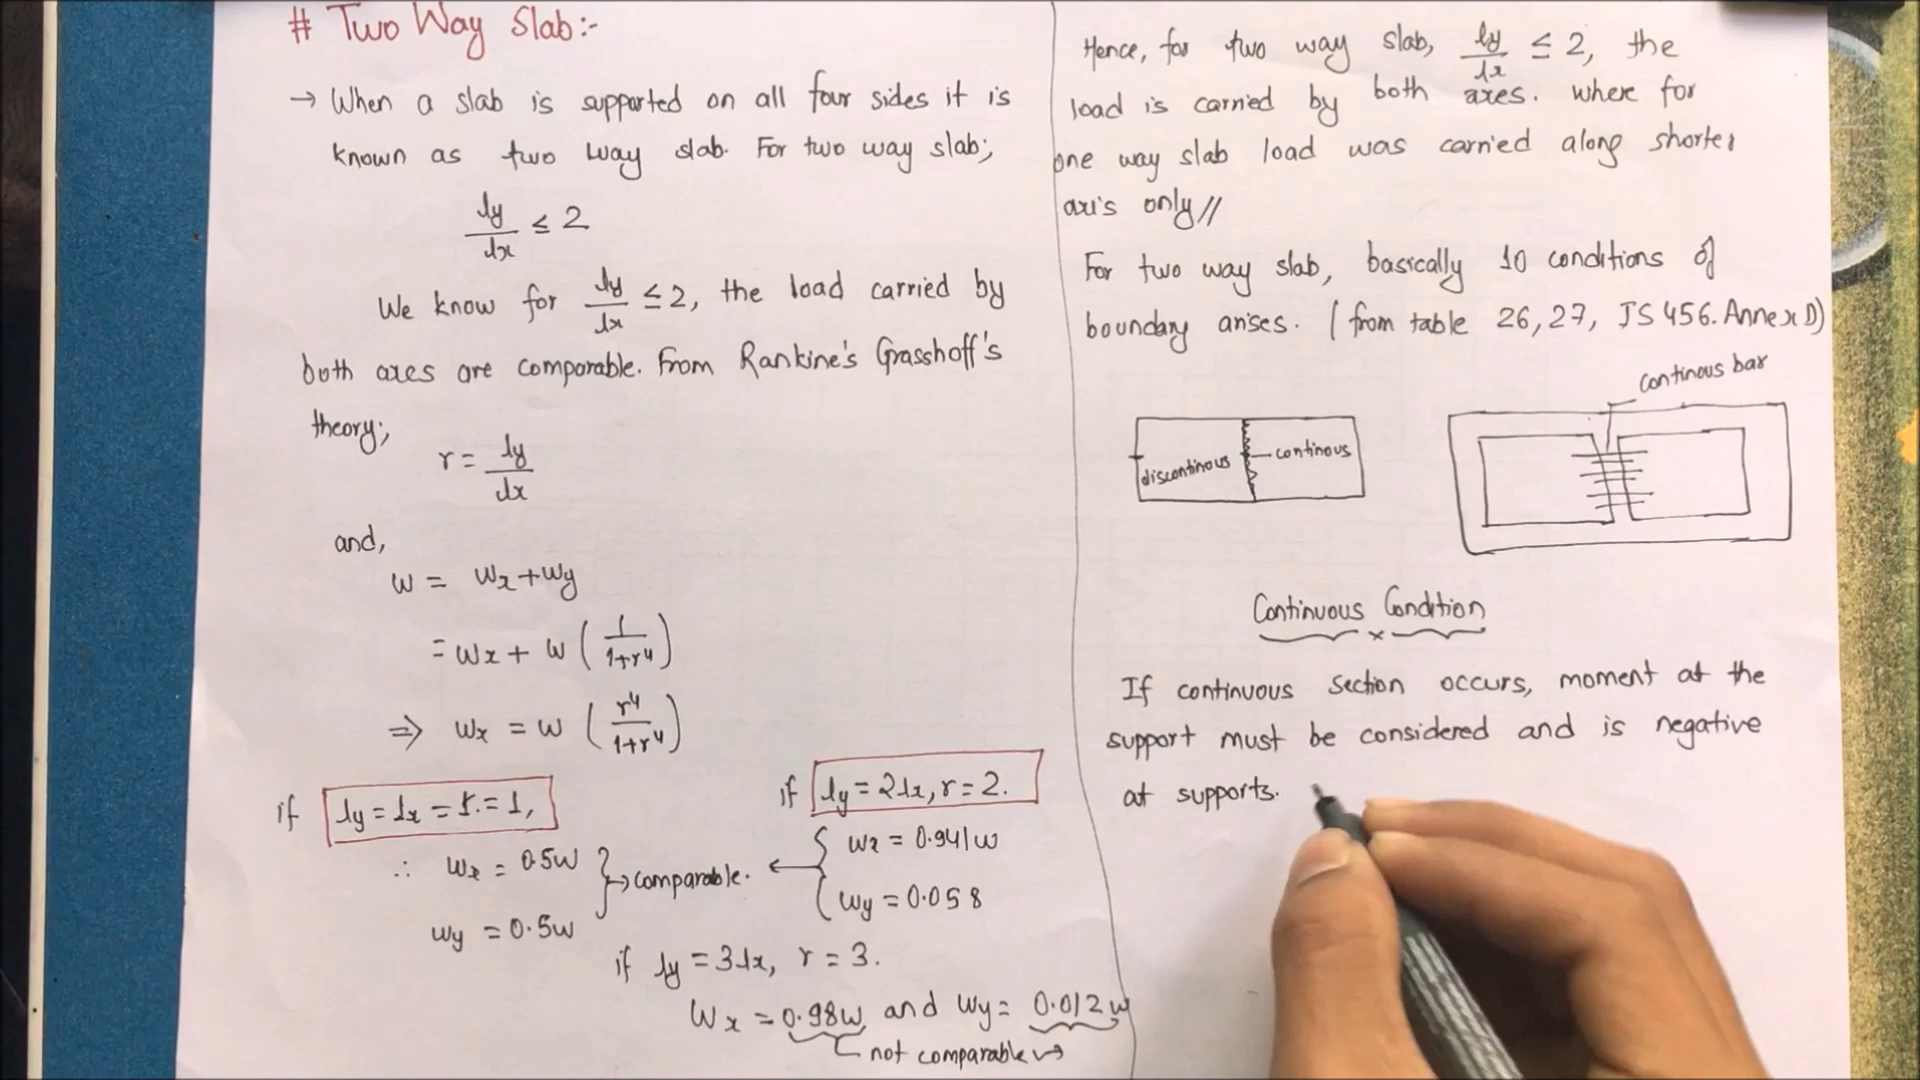 # Two Way Slab:-
→ When a slab is supported on all four sides it is
known as two way slab. For two way slab;
ly/lx ≤ 2
We know for ly/lx ≤ 2, the load carried by
both axes are comparable. From Rankine's Grasshoff's
theory;
r = ly/lx
and,
w = wx + wy
= wx + w (1/1+r⁴)
⇒ wx = w (r⁴/1+r⁴)
if ly = lx = r = 1,
∴ wx = 0.5w
wy = 0.5w
→ comparable.
if ly = 2lx, r = 2.
wx = 0.941w
wy = 0.058
if ly = 3lx, r = 3.
Wx = 0.98w and wy = 0.012w
not comparable →
Hence, for two way slab, ly/lx ≤ 2, the
load is carried by both axes. where for
one way slab load was carried along shorter
axis only //
For two way slab, basically 10 conditions of
boundary arises. (from table 26, 27, IS 456. Annex D)
discontinous
continous
continous bar
Continuous Condition
x
If continuous section occurs, moment at the
support must be considered and is negative
at supports.